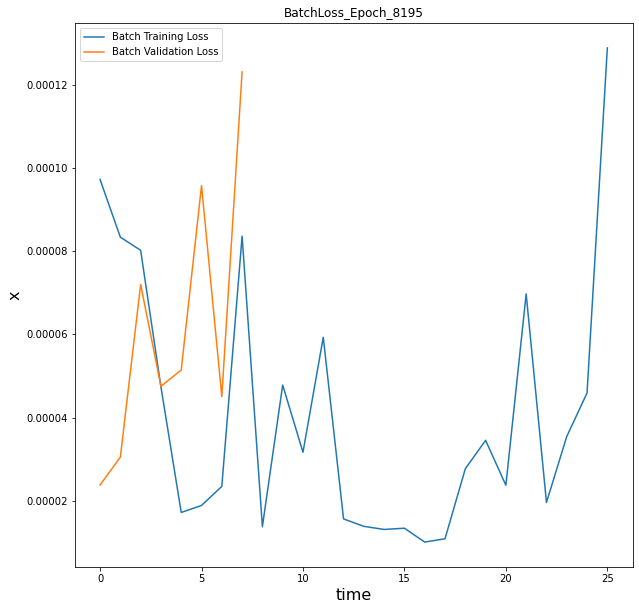 BatchLoss_Epoch_8195
Batch Training Loss
Batch Validation Loss
0.00012
0.00010
0.00008
0.00006
0.00004
0.00002
x
0 5 10 15 20 25
time